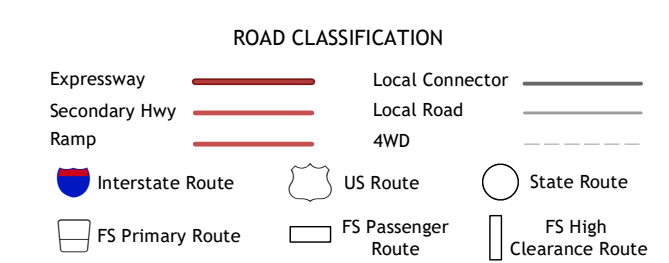 ROAD CLASSIFICATION
Expressway
Local Connector
Secondary Hwy
Local Road
Ramp
4WD
Interstate Route
US Route
State Route
FS Primary Route
FS Passenger
Route
FS High
Clearance Route